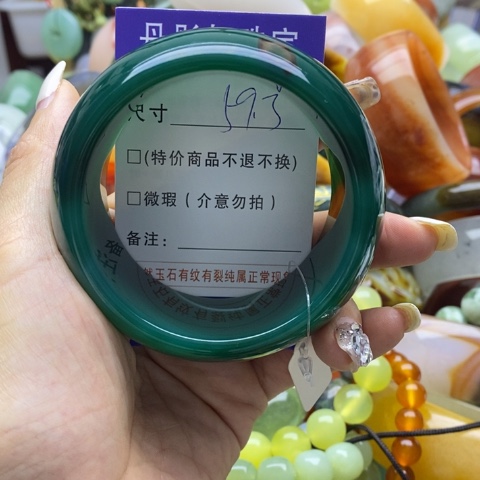 尺寸 59.3
□(特价商品不退不换)
□微瑕（介意勿拍）
备注：
然玉石有纹有裂纯属正常现象